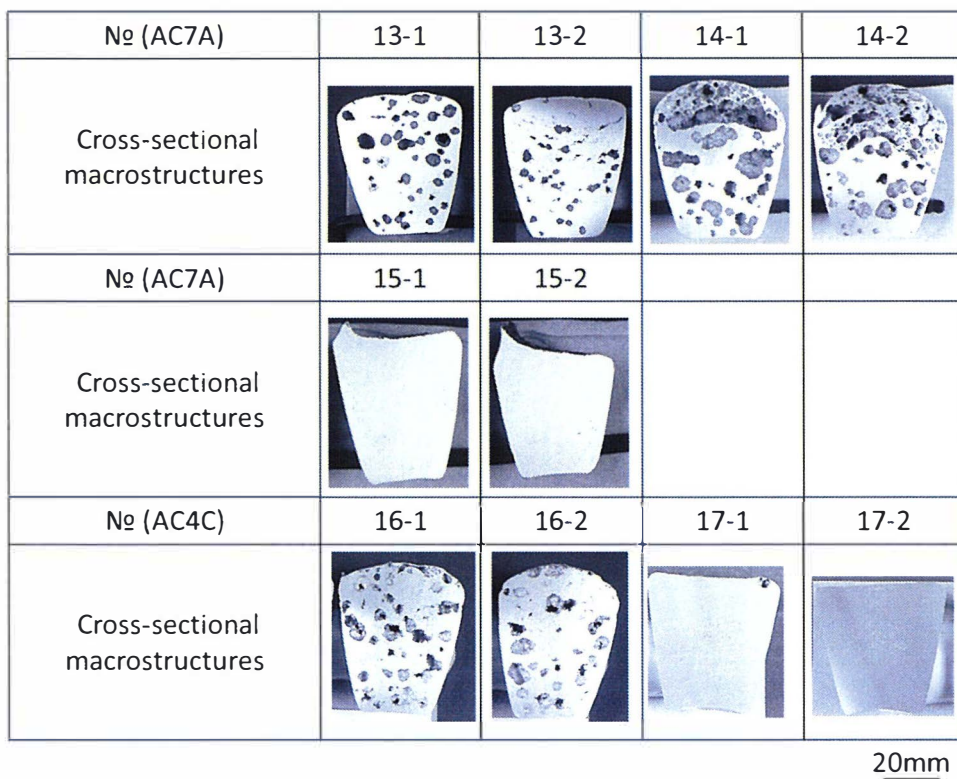 № (AC7A) 13-1 13-2 14-1 14-2
Cross-sectional
macrostructures
№ (AC7A) 15-1 15-2
Cross-sectional
macrostructures
№ (AC4C) 16-1 16-2 17-1 17-2
Cross-sectional
macrostructures
20mm